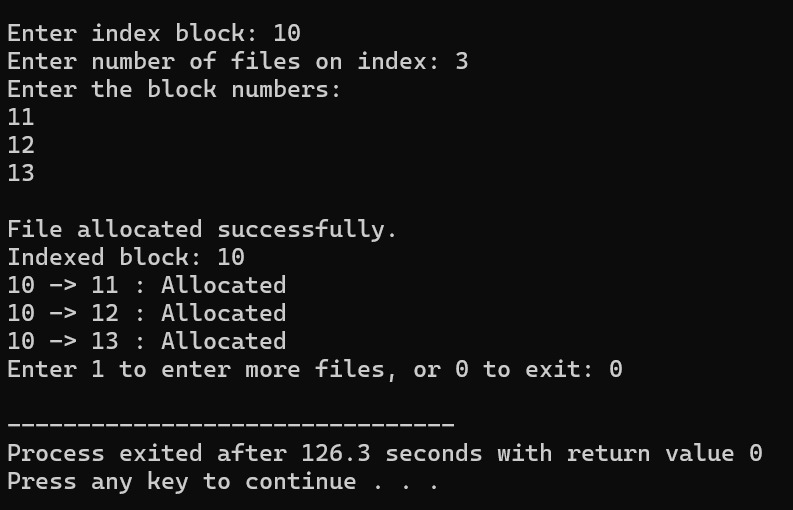 Enter index block: 10
Enter number of files on index: 3
Enter the block numbers:
11
12
13
File allocated successfully.
Indexed block: 10
10 -> 11 : Allocated
10 -> 12 : Allocated
10 -> 13 : Allocated
Enter 1 to enter more files, or 0 to exit: 0
--------------------------------
Process exited after 126.3 seconds with return value 0
Press any key to continue . . .